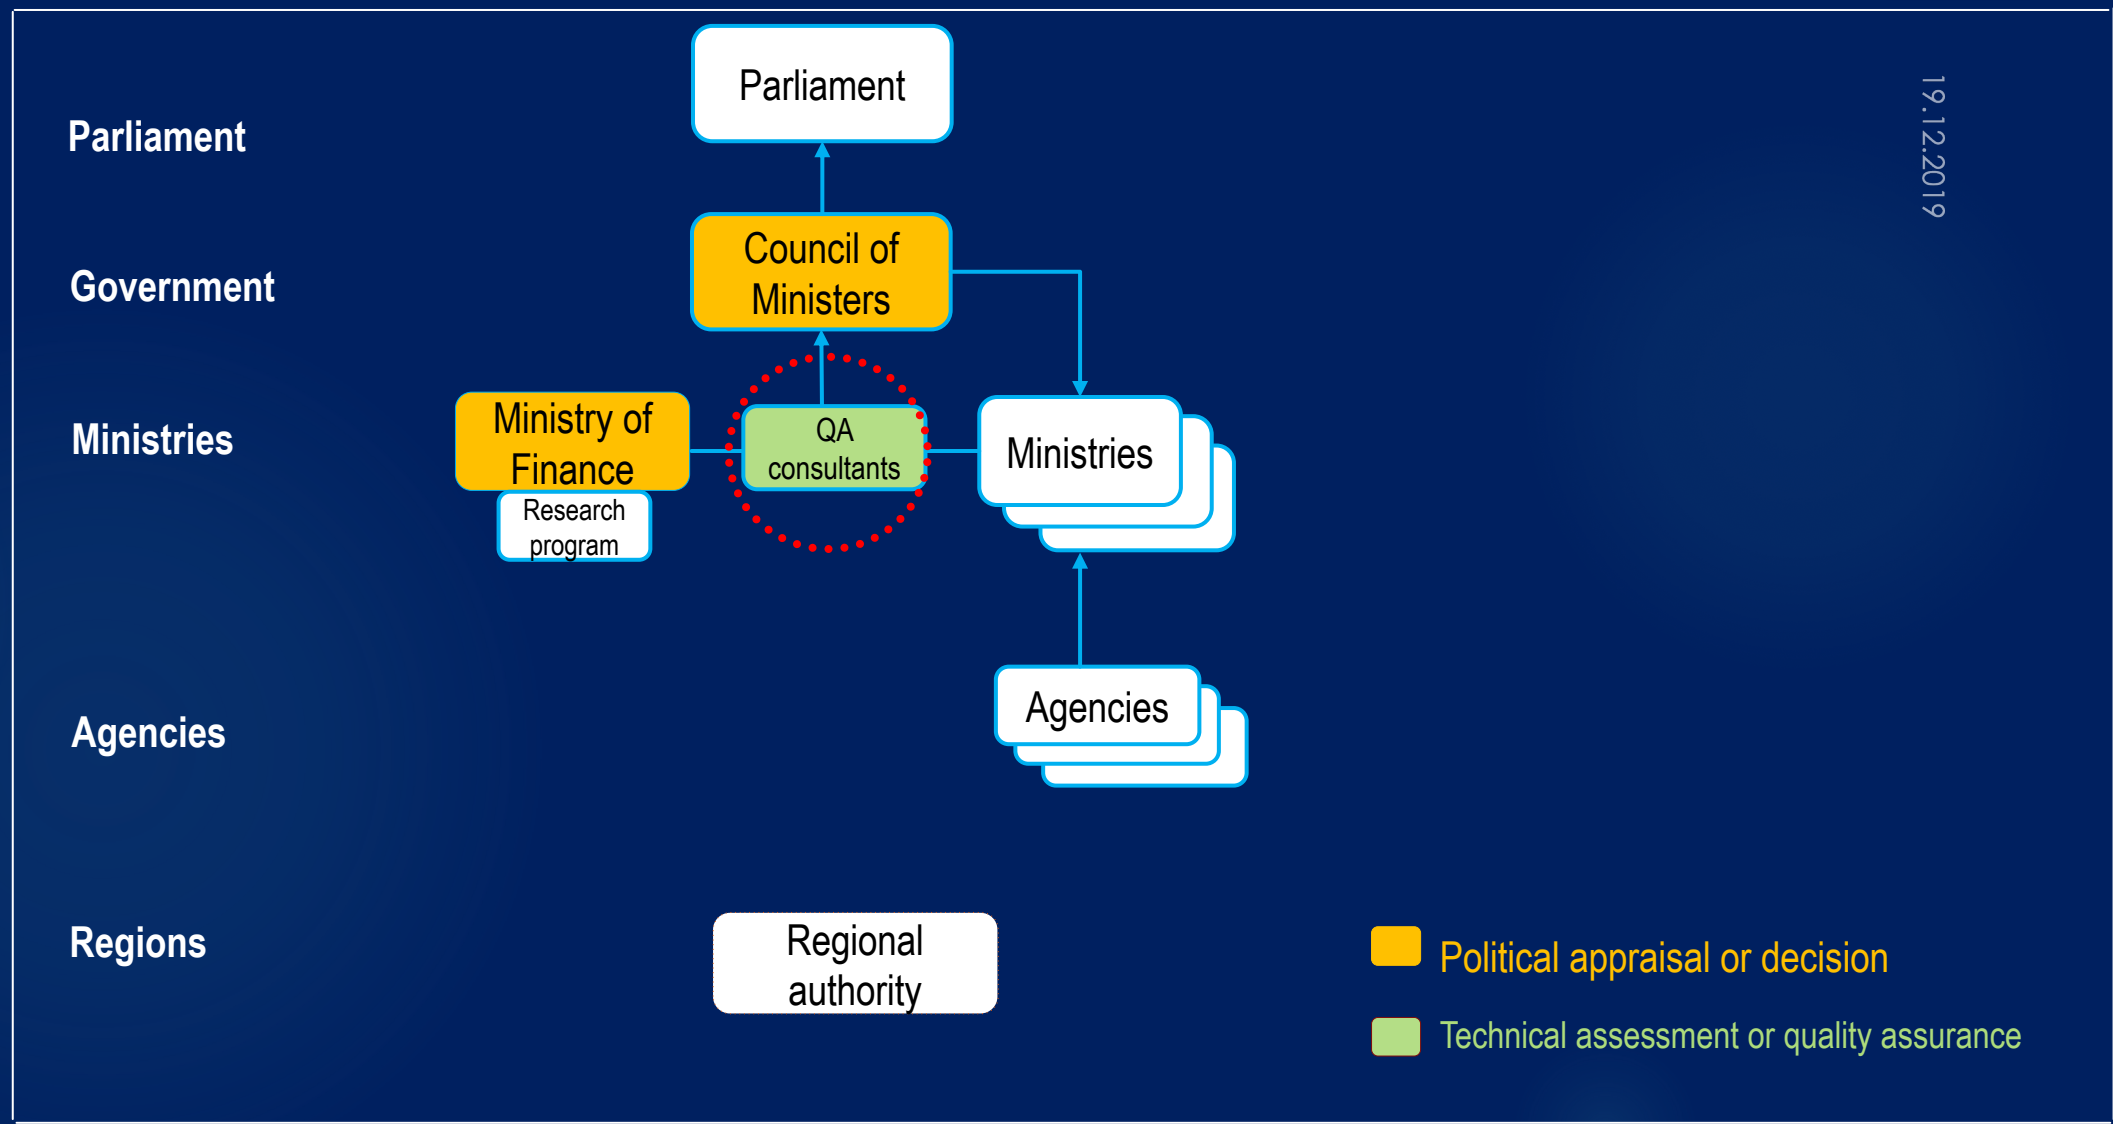 Parliament
Parliament
19.12.2019
Government
Council of
Ministers
Ministries
Ministry of
Finance
Research
program
QA
consultants
Ministries
Agencies
Agencies
Regions
Regional
authority
Political appraisal or decision
Technical assessment or quality assurance